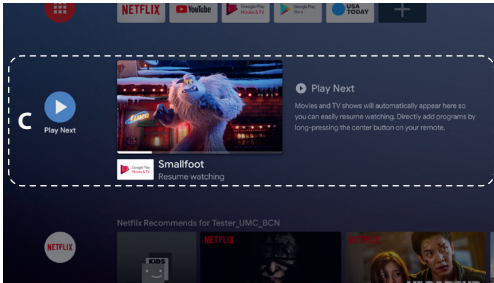 NETFLIX
YouTube
Google Play
Movies & TV
Google Play
Store
USA
TODAY
C
Play Next
Play Next
Movies and TV shows will automatically appear here so
you can easily resume watching. Directly add programs by
long-pressing the center button on your remote.
Google Play
Movies & TV
Smallfoot
Resume watching
Netflix Recommends for Tester_UMC_BCN
NETFLIX
KiDS
NETFLIX
NETFLIX
VAGABOND